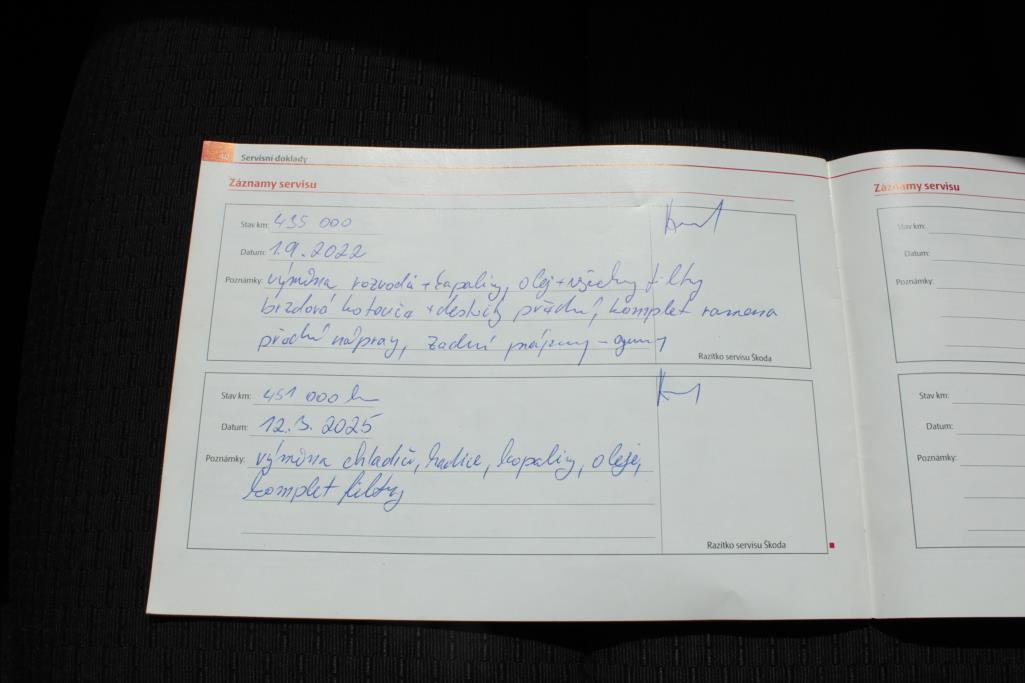 Servisní doklady
Záznamy servisu
Stav km: 435 000
Datum: 1.9.2022
Poznámky: výměna rozvodů + kapaliny, olej + všechny filtry
brzdová kotouče + destičky přední, komplet ramena
přední nápravy, zadní pružiny - gumy
Razítko servisu Škoda
Stav km: 451 000 km
Datum: 12.3.2025
Poznámky: výměna chladiče, hadice, kapaliny, oleje,
komplet filtry
Razítko servisu Škoda
Záznamy servisu
Stav km:
Datum:
Poznámky:
Stav km:
Datum:
Poznámky: